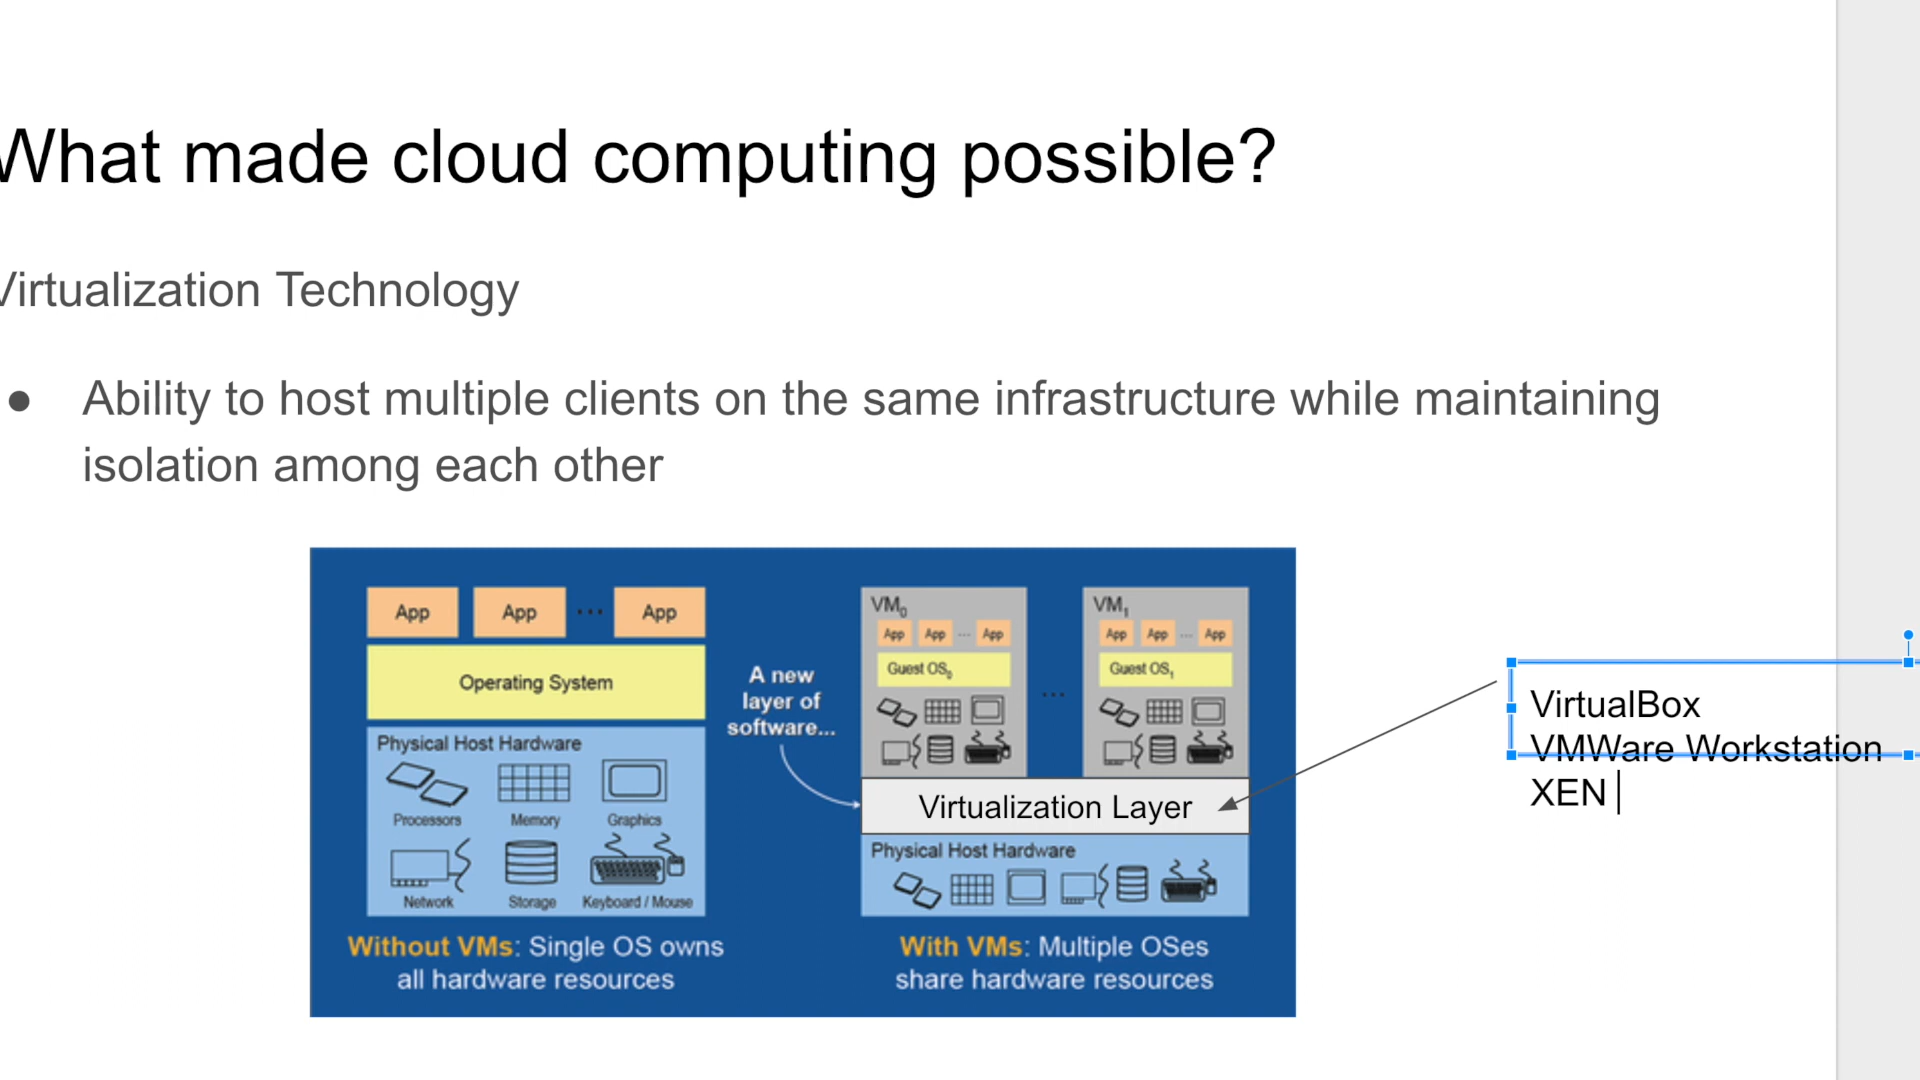 What made cloud computing possible?
Virtualization Technology
● Ability to host multiple clients on the same infrastructure while maintaining
isolation among each other
App App ... App
Operating System
Physical Host Hardware
Processors Memory Graphics
Network Storage Keyboard / Mouse
Without VMs: Single OS owns
all hardware resources
A new
layer of
software...
VM0
App App ... App
Guest OS0
...
VM1
App App ... App
Guest OS1
Virtualization Layer
Physical Host Hardware
With VMs: Multiple OSes
share hardware resources
VirtualBox
VMWare Workstation
XEN